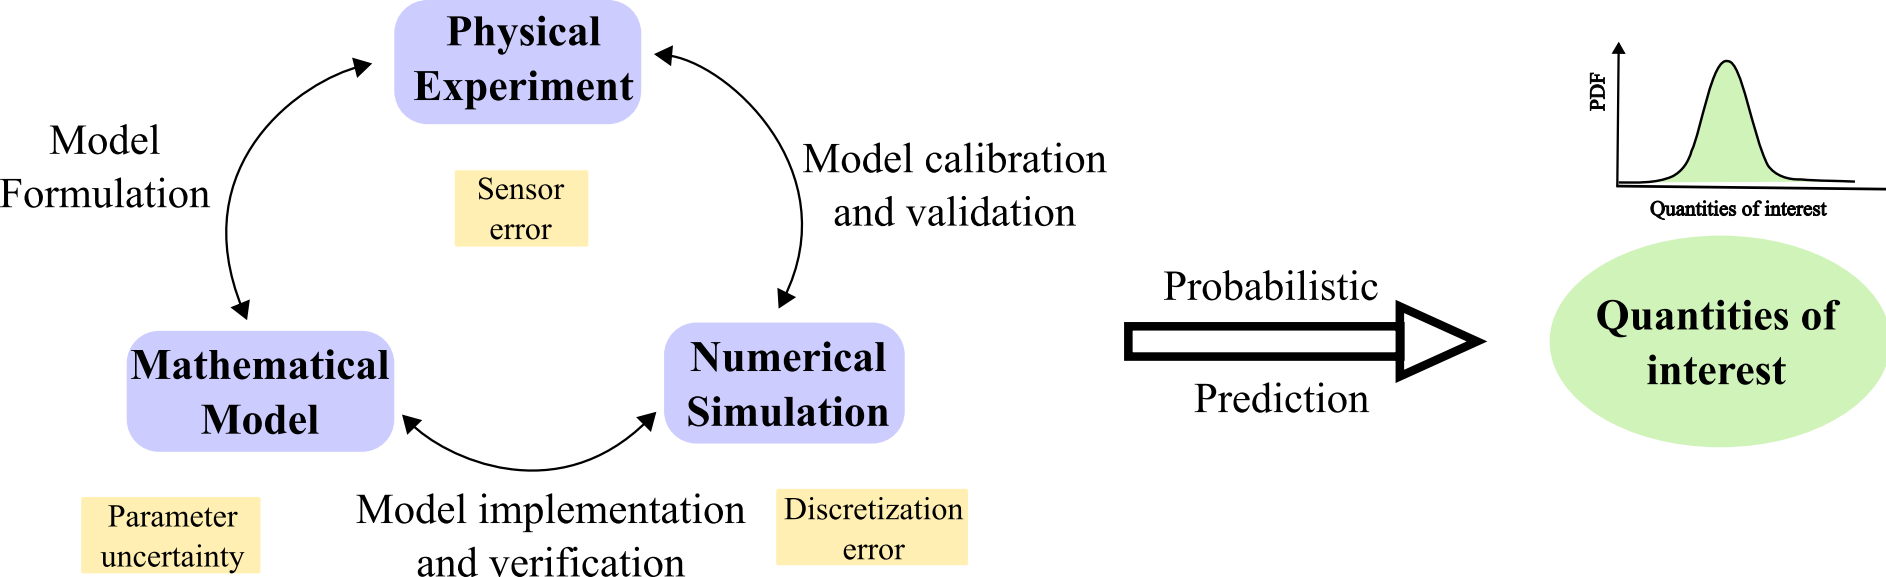 Physical
Experiment
Model
Formulation
Sensor
error
Model calibration
and validation
Mathematical
Model
Numerical
Simulation
Parameter
uncertainty
Model implementation
and verification
Discretization
error
Probabilistic
Prediction
PDF
Quantities of interest
Quantities of
interest